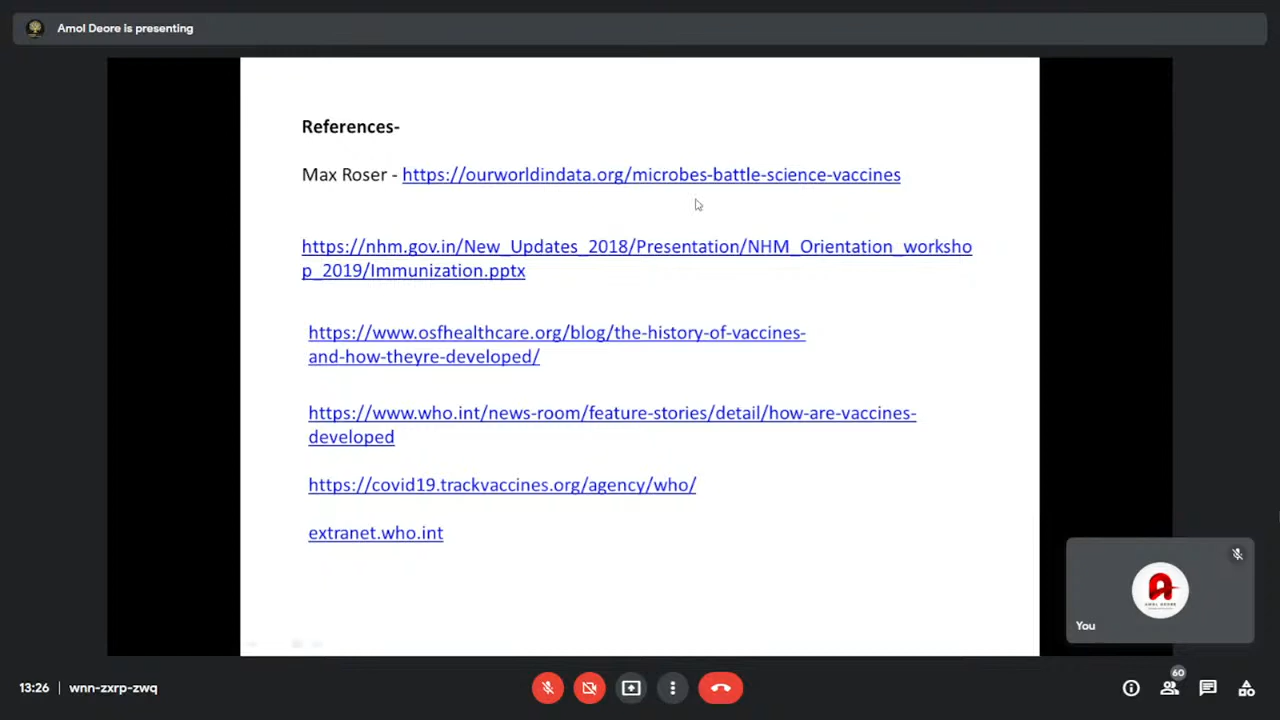 Amol Deore is presenting
References-
Max Roser - https://ourworldindata.org/microbes-battle-science-vaccines
https://nhm.gov.in/New_Updates_2018/Presentation/NHM_Orientation_worksho
p_2019/Immunization.pptx
https://www.osfhealthcare.org/blog/the-history-of-vaccines-
and-how-theyre-developed/
https://www.who.int/news-room/feature-stories/detail/how-are-vaccines-
developed
https://covid19.trackvaccines.org/agency/who/
extranet.who.int
A
AMOL DEORE
You
60
13:26 | wnn-zxrp-zwq